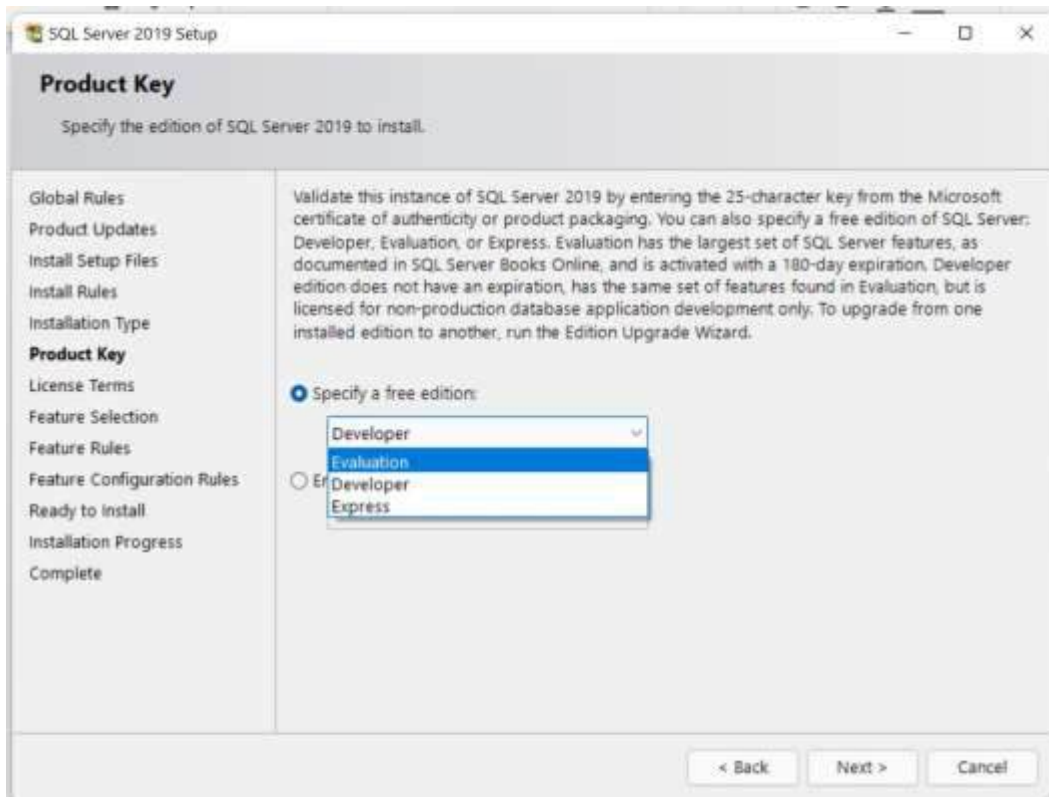 SQL Server 2019 Setup
Product Key
Specify the edition of SQL Server 2019 to install.
Global Rules
Product Updates
Install Setup Files
Install Rules
Installation Type
Product Key
License Terms
Feature Selection
Feature Rules
Feature Configuration Rules
Ready to Install
Installation Progress
Complete
Validate this instance of SQL Server 2019 by entering the 25-character key from the Microsoft
certificate of authenticity or product packaging. You can also specify a free edition of SQL Server:
Developer, Evaluation, or Express. Evaluation has the largest set of SQL Server features, as
documented in SQL Server Books Online, and is activated with a 180-day expiration. Developer
edition does not have an expiration, has the same set of features found in Evaluation, but is
licensed for non-production database application development only. To upgrade from one
installed edition to another, run the Edition Upgrade Wizard.
Specify a free edition:
Developer
Evaluation
Developer
Express
< Back
Next >
Cancel